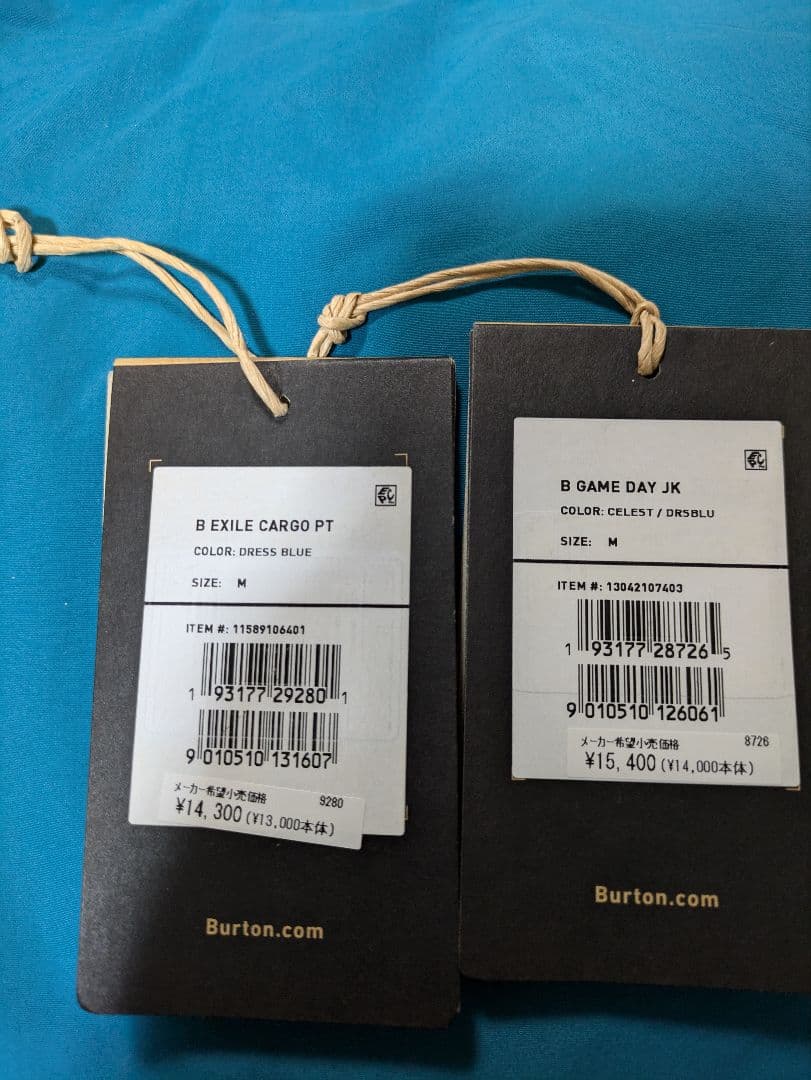 B EXILE CARGO PT
COLOR: DRESS BLUE
SIZE: M
ITEM #: 11589106401
1 93177 29280 1
9 010510 131607
メーカー希望小売価格 9280
¥14,300(¥13,000本体)
Burton.com
B GAME DAY JK
COLOR: CELEST / DRSBLU
SIZE: M
ITEM #: 13042107403
1 93177 28726 5
9 010510 126061
メーカー希望小売価格 8726
¥15,400(¥14,000本体)
Burton.com